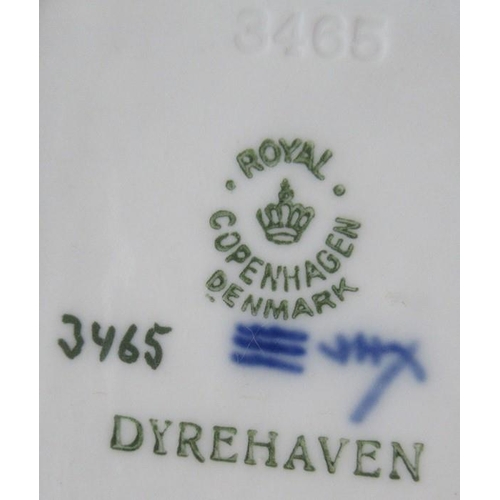 3465
· ROYAL ·
COPENHAGEN
DENMARK
3465
DYREHAVEN